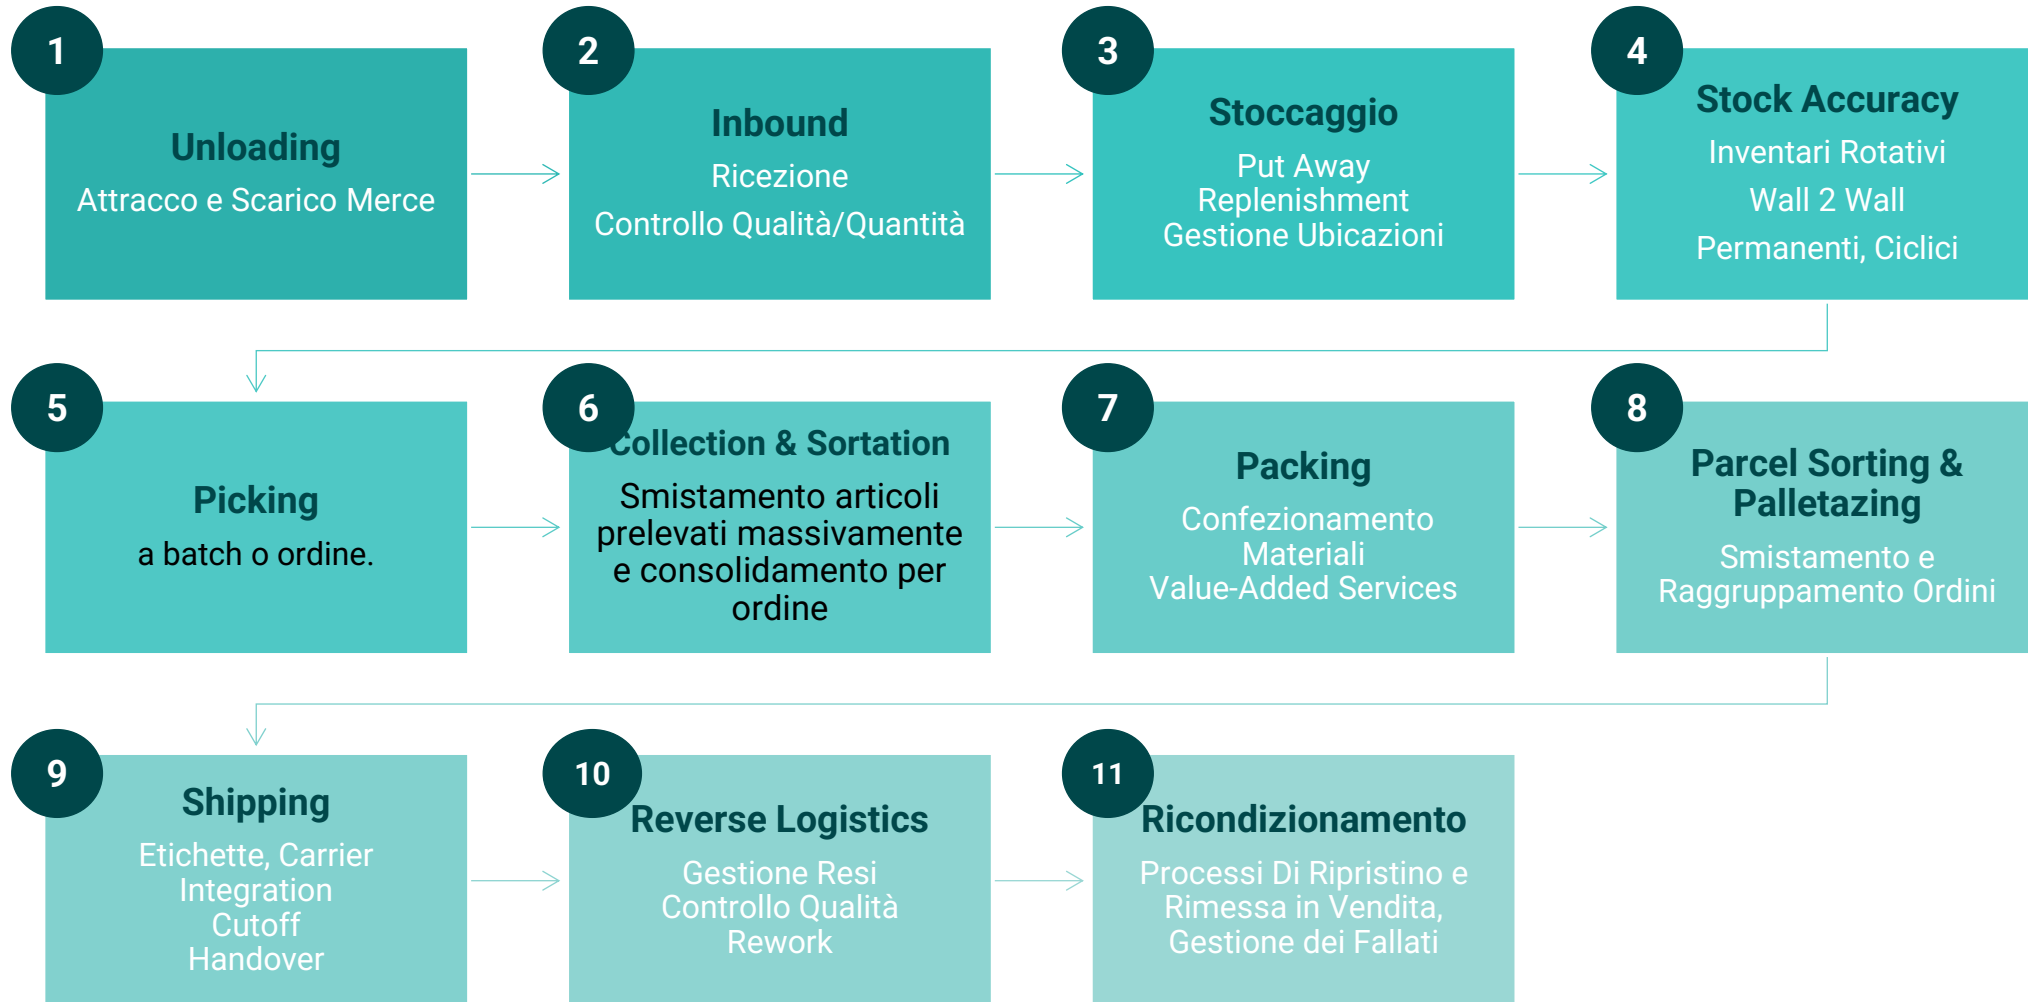 1
Unloading
Attracco e Scarico Merce
2
Inbound
Ricezione
Controllo Qualità/Quantità
3
Stoccaggio
Put Away
Replenishment
Gestione Ubicazioni
4
Stock Accuracy
Inventari Rotativi
Wall 2 Wall
Permanenti, Ciclici
5
Picking
a batch o ordine.
6
Collection & Sortation
Smistamento articoli
prelevati massivamente
e consolidamento per
ordine
7
Packing
Confezionamento
Materiali
Value-Added Services
8
Parcel Sorting &
Palletazing
Smistamento e
Raggruppamento Ordini
9
Shipping
Etichette, Carrier
Integration
Cutoff
Handover
10
Reverse Logistics
Gestione Resi
Controllo Qualità
Rework
11
Ricondizionamento
Processi Di Ripristino e
Rimessa in Vendita,
Gestione dei Fallati